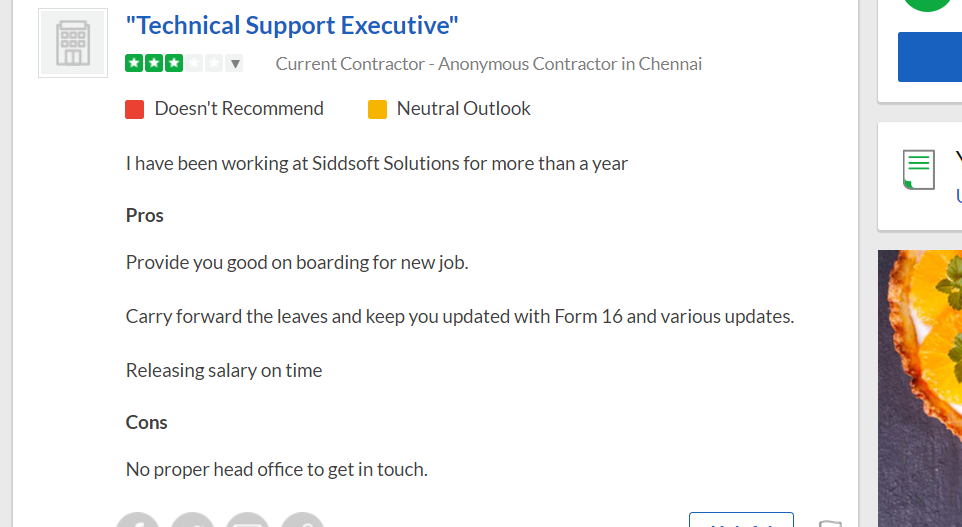 "Technical Support Executive"
Current Contractor - Anonymous Contractor in Chennai
Doesn't Recommend
Neutral Outlook
I have been working at Siddsoft Solutions for more than a year
Pros
Provide you good on boarding for new job.
Carry forward the leaves and keep you updated with Form 16 and various updates.
Releasing salary on time
Cons
No proper head office to get in touch.